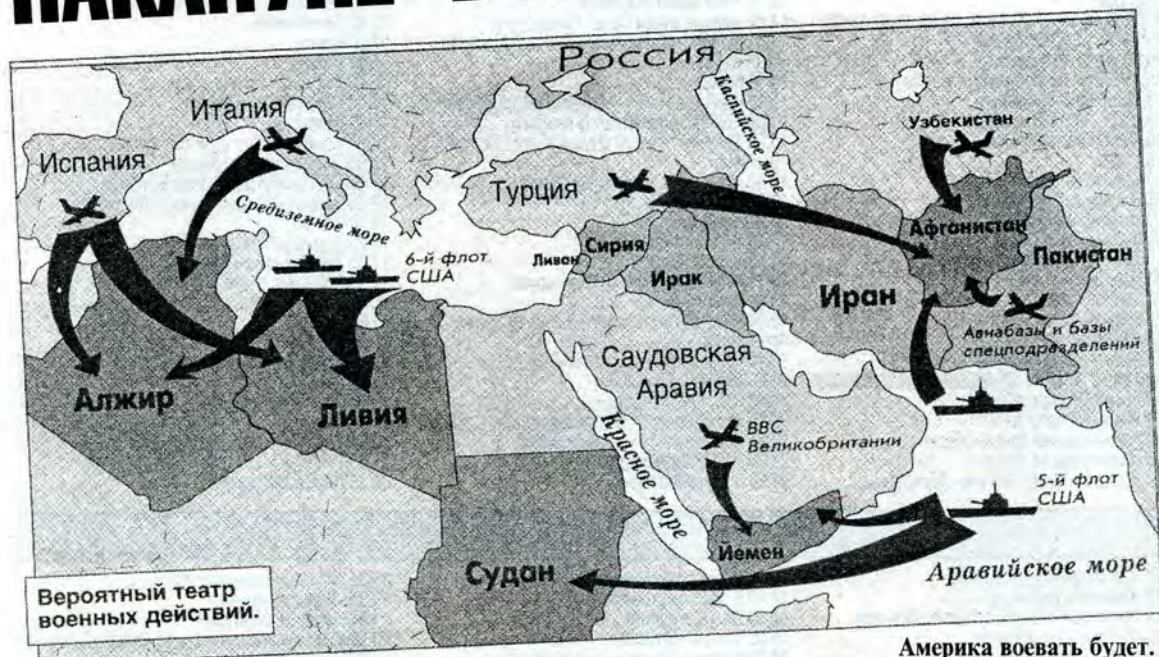 НАКАНУНЕ
Россия
Италия
Испания
Каспийское море
Узбекистан
Турция
Средиземное море
6-й флот
США
Ливан
Сирия
Ирак
Иран
Афганистан
Пакистан
Авиабазы и базы
спецподразделений
Алжир
Ливия
Саудовская
Аравия
Красное море
ВВС
Великобритании
5-й флот
США
Йемен
Судан
Аравийское море
Вероятный театр
военных действий.
Америка воевать будет.